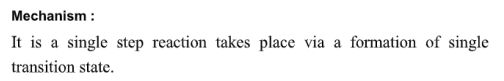 Mechanism :
It is a single step reaction takes place via a formation of single
transition state.